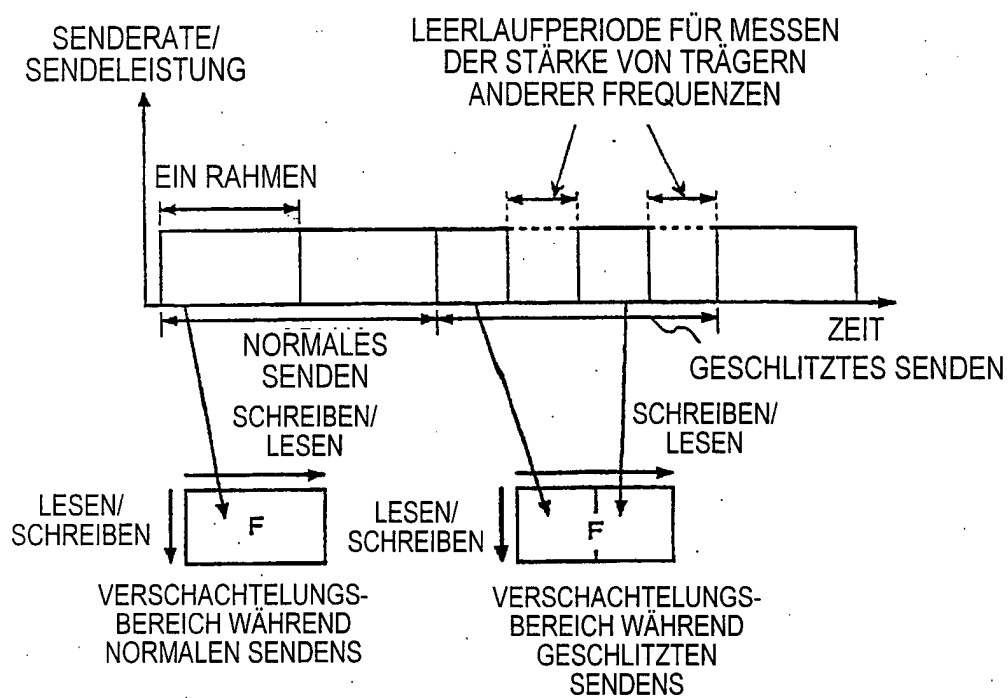 SENDERATE/
SENDELEISTUNG
LEERLAUFPERIODE FÜR MESSEN
DER STÄRKE VON TRÄGERN
ANDERER FREQUENZEN
EIN RAHMEN
ZEIT
NORMALES
SENDEN
GESCHLITZTES SENDEN
SCHREIBEN/
LESEN
SCHREIBEN/
LESEN
LESEN/
SCHREIBEN
F
LESEN/
SCHREIBEN
F
VERSCHACHTELUNGS-
BEREICH WÄHREND
NORMALEN SENDENS
VERSCHACHTELUNGS-
BEREICH WÄHREND
GESCHLITZTEN
SENDENS